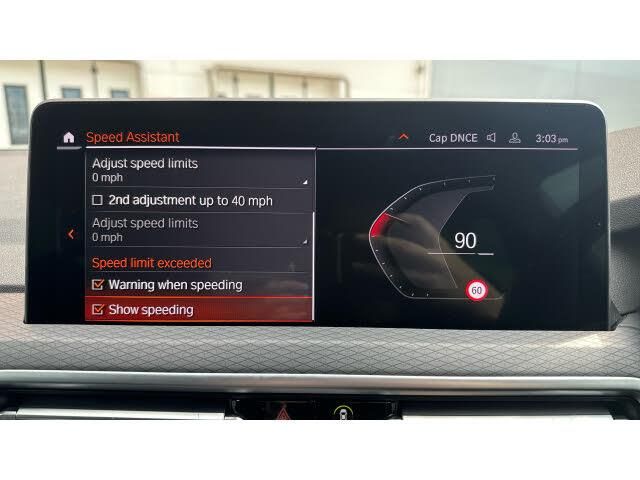 Speed Assistant
Cap DNCE 3:03 pm
Adjust speed limits
0 mph
2nd adjustment up to 40 mph
Adjust speed limits
0 mph
Speed limit exceeded
Warning when speeding
Show speeding
90
60